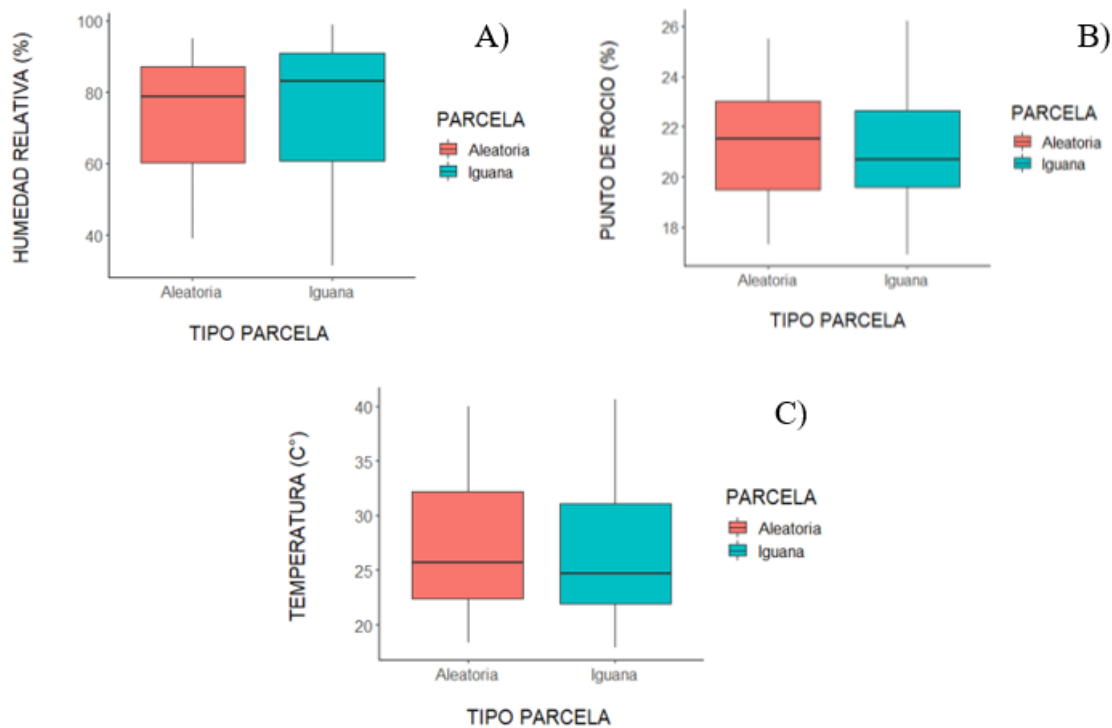 A)
HUMEDAD RELATIVA (%)
100
80
60
40
Aleatoria Iguana
TIPO PARCELA
PARCELA
Aleatoria
Iguana
B)
PUNTO DE ROCIO (%)
26
24
22
20
18
Aleatoria Iguana
TIPO PARCELA
PARCELA
Aleatoria
Iguana
C)
TEMPERATURA (C°)
40
35
30
25
20
Aleatoria Iguana
TIPO PARCELA
PARCELA
Aleatoria
Iguana